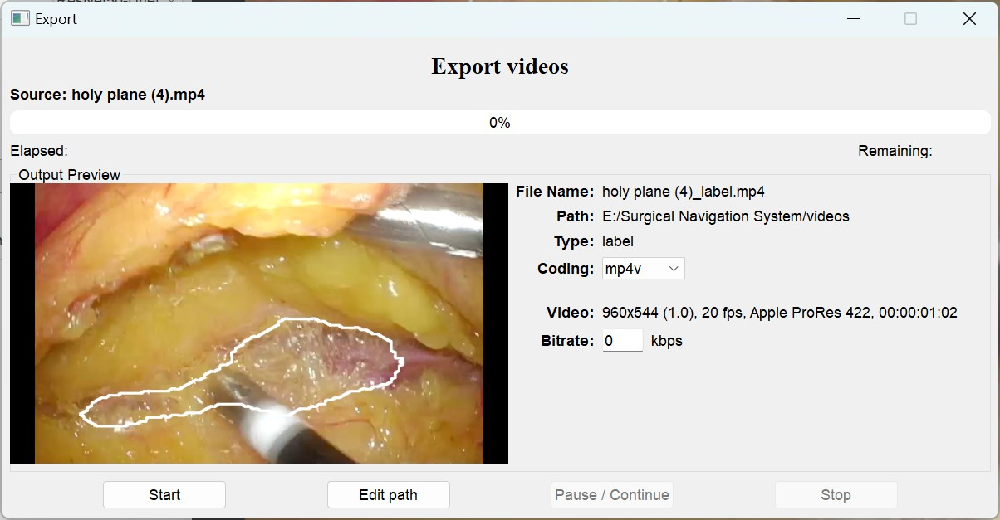 Export
Export videos
Source: holy plane (4).mp4
0%
Elapsed:
Remaining:
Output Preview
File Name: holy plane (4)_label.mp4
Path: E:/Surgical Navigation System/videos
Type: label
Coding: mp4v
Video: 960x544 (1.0), 20 fps, Apple ProRes 422, 00:00:01:02
Bitrate: 0 kbps
Start
Edit path
Pause / Continue
Stop